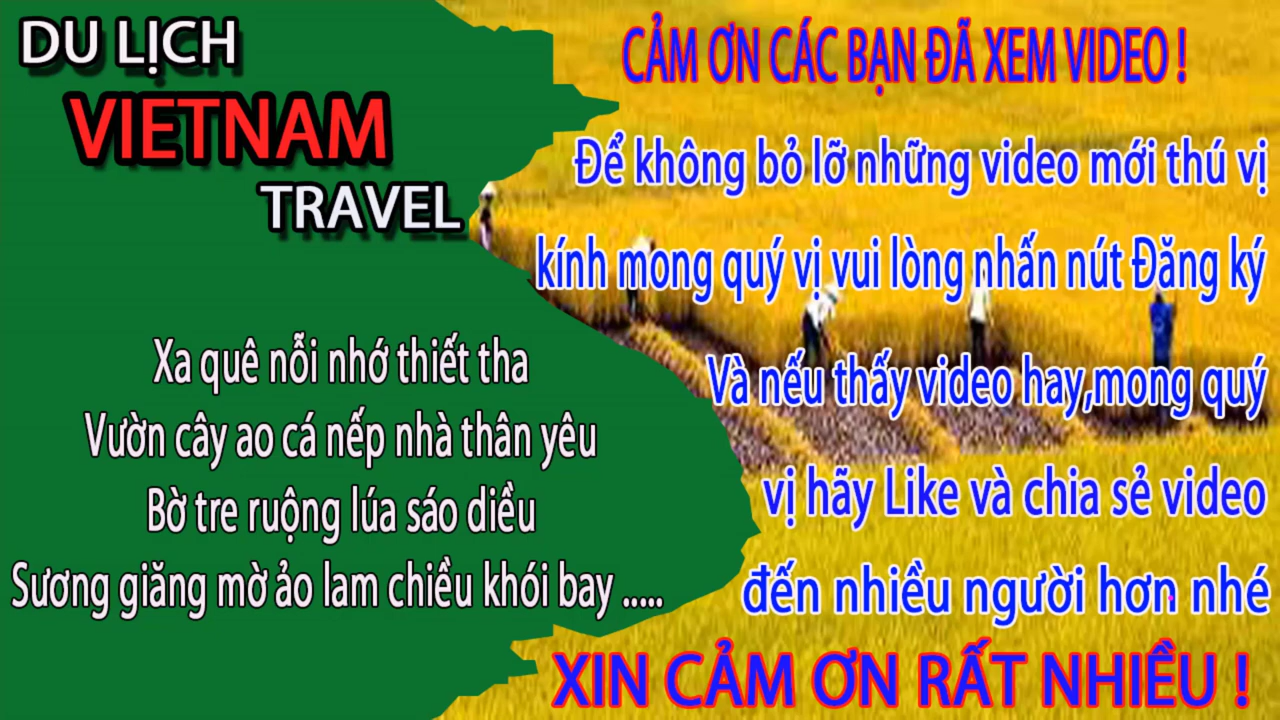 DU LỊCH
VIETNAM
TRAVEL
Xa quê nỗi nhớ thiết tha
Vườn cây ao cá nếp nhà thân yêu
Bờ tre ruộng lúa sáo diều
Sương giăng mờ ảo lam chiều khói bay .....
CẢM ƠN CÁC BẠN ĐÃ XEM VIDEO !
Để không bỏ lỡ những video mới thú vị
kính mong quý vị vui lòng nhấn nút Đăng ký
Và nếu thấy video hay,mong quý
vị hãy Like và chia sẻ video
đến nhiều người hơn nhé
XIN CẢM ƠN RẤT NHIỀU !